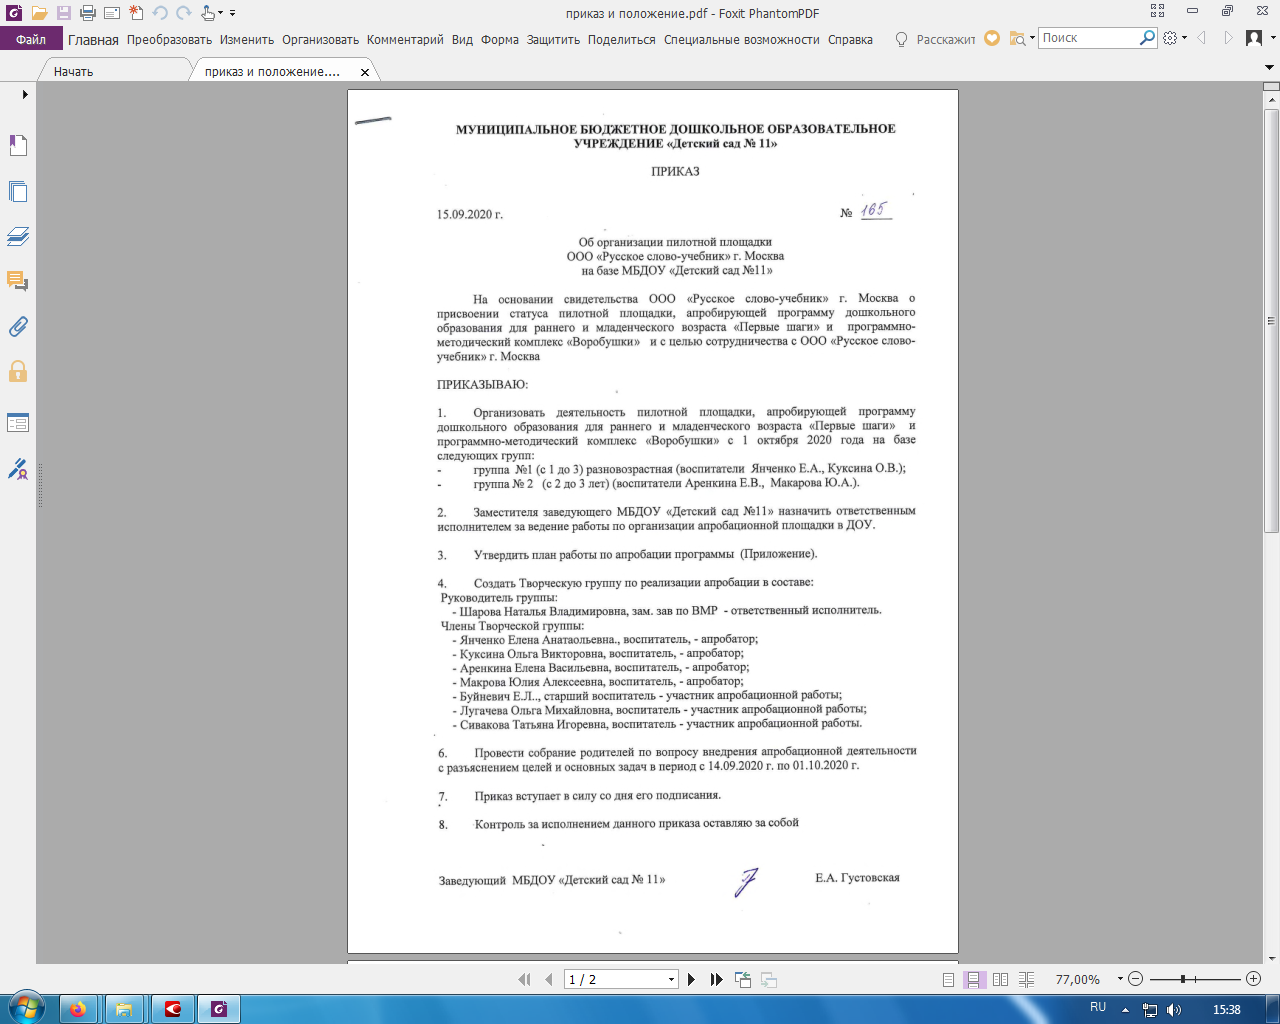 приказ и положение.pdf - Foxit PhantomPDF
Файл Главная Преобразовать Изменить Организовать Комментарий Вид Форма Защитить Поделиться Специальные возможности Справка Расскажит Поиск
Начать приказ и положение....
МУНИЦИПАЛЬНОЕ БЮДЖЕТНОЕ ДОШКОЛЬНОЕ ОБРАЗОВАТЕЛЬНОЕ
УЧРЕЖДЕНИЕ «Детский сад № 11»
ПРИКАЗ
15.09.2020 г. № 165
Об организации пилотной площадки
ООО «Русское слово-учебник» г. Москва
на базе МБДОУ «Детский сад №11»
На основании свидетельства ООО «Русское слово-учебник» г. Москва о
присвоении статуса пилотной площадки, апробирующей программу дошкольного
образования для раннего и младенческого возраста «Первые шаги» и программно-
методический комплекс «Воробушки» и с целью сотрудничества с ООО «Русское слово-
учебник» г. Москва
ПРИКАЗЫВАЮ:
1. Организовать деятельность пилотной площадки, апробирующей программу
дошкольного образования для раннего и младенческого возраста «Первые шаги» и
программно-методический комплекс «Воробушки» с 1 октября 2020 года на базе
следующих групп:
- группа №1 (с 1 до 3) разновозрастная (воспитатели Янченко Е.А., Куксина О.В.);
- группа № 2 (с 2 до 3 лет) (воспитатели Аренкина Е.В., Макарова Ю.А.).
2. Заместителя заведующего МБДОУ «Детский сад №11» назначить ответственным
исполнителем за ведение работы по организации апробационной площадки в ДОУ.
3. Утвердить план работы по апробации программы (Приложение).
4. Создать Творческую группу по реализации апробации в составе:
Руководитель группы:
- Шарова Наталья Владимировна, зам. зав по ВМР - ответственный исполнитель.
Члены Творческой группы:
- Янченко Елена Анатаольевна., воспитатель, - апробатор;
- Куксина Ольга Викторовна, воспитатель, - апробатор;
- Аренкина Елена Васильевна, воспитатель, - апробатор;
- Макрова Юлия Алексеевна, воспитатель, - апробатор;
- Буйневич Е.Л.., старший воспитатель - участник апробационной работы;
- Лугачева Ольга Михайловна, воспитатель - участник апробационной работы;
- Сивакова Татьяна Игоревна, воспитатель - участник апробационной работы.
6. Провести собрание родителей по вопросу внедрения апробационной деятельности
с разъяснением целей и основных задач в период с 14.09.2020 г. по 01.10.2020 г.
7. Приказ вступает в силу со дня его подписания.
8. Контроль за исполнением данного приказа оставляю за собой
Заведующий МБДОУ «Детский сад № 11» Е.А. Густовская
1 / 2 77,00%
RU 15:38